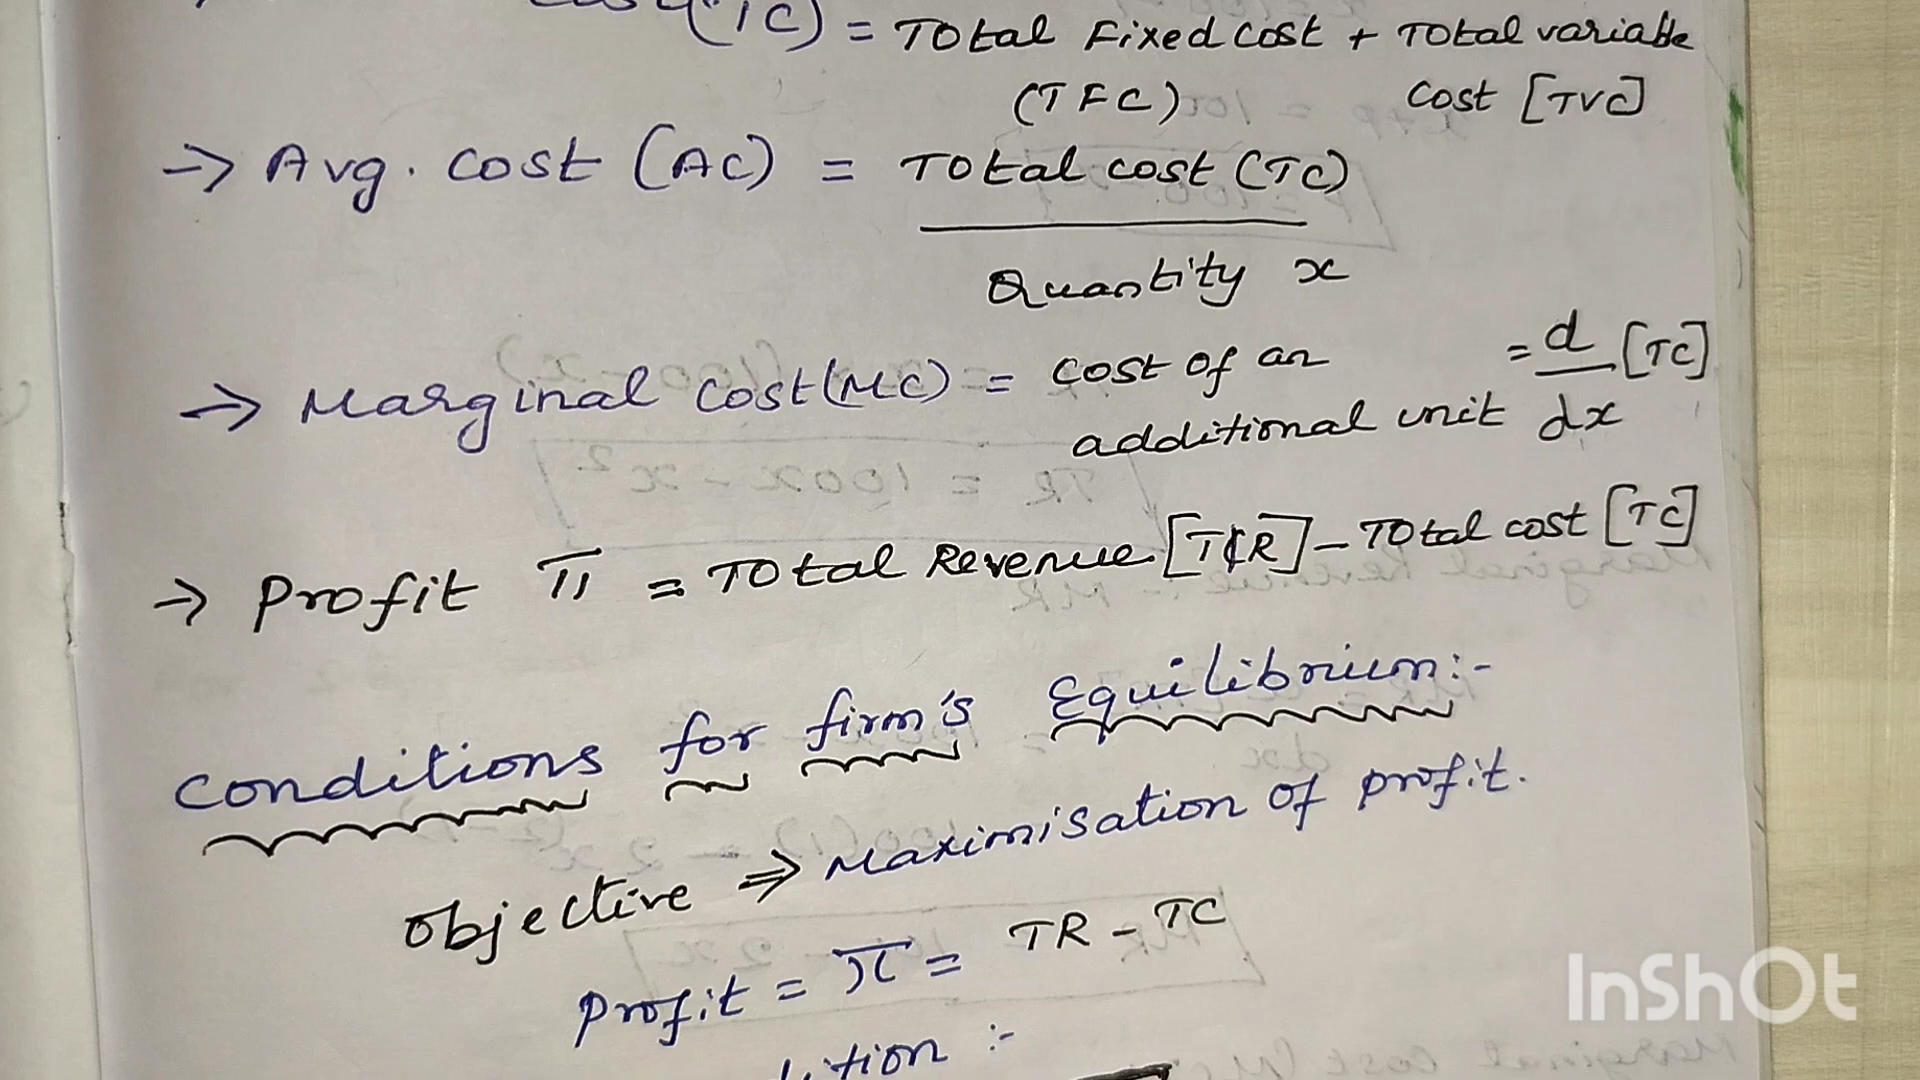 Cost (TC) = Total Fixed cost + Total variable
(TFC) cost [TVC]
→ Avg. cost (AC) = Total cost (TC)
Quantity x
→ Marginal cost (MC) = cost of an = d [TC]
additional unit dx
→ Profit π = Total Revenue [TR] - Total cost [TC]
Conditions for firm's Equilibrium:-
Objective ⇒ Maximisation of profit.
Profit = π = TR - TC
:-
InShOt